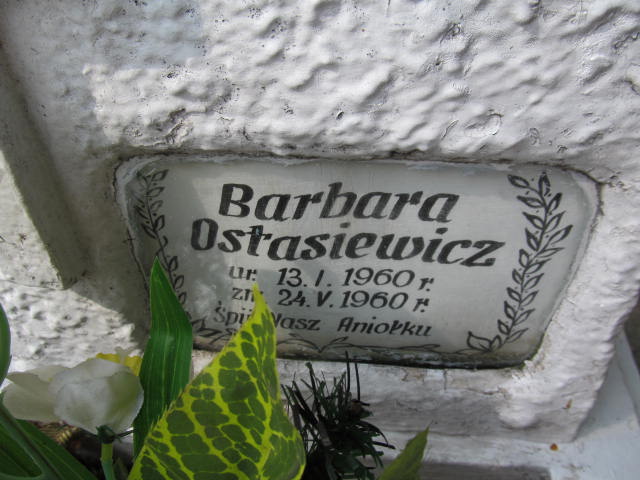 Barbara
Ostasiewicz
ur. 13. I. 1960 r.
zm. 24. V. 1960 r.
Śpij Nasz Aniołku